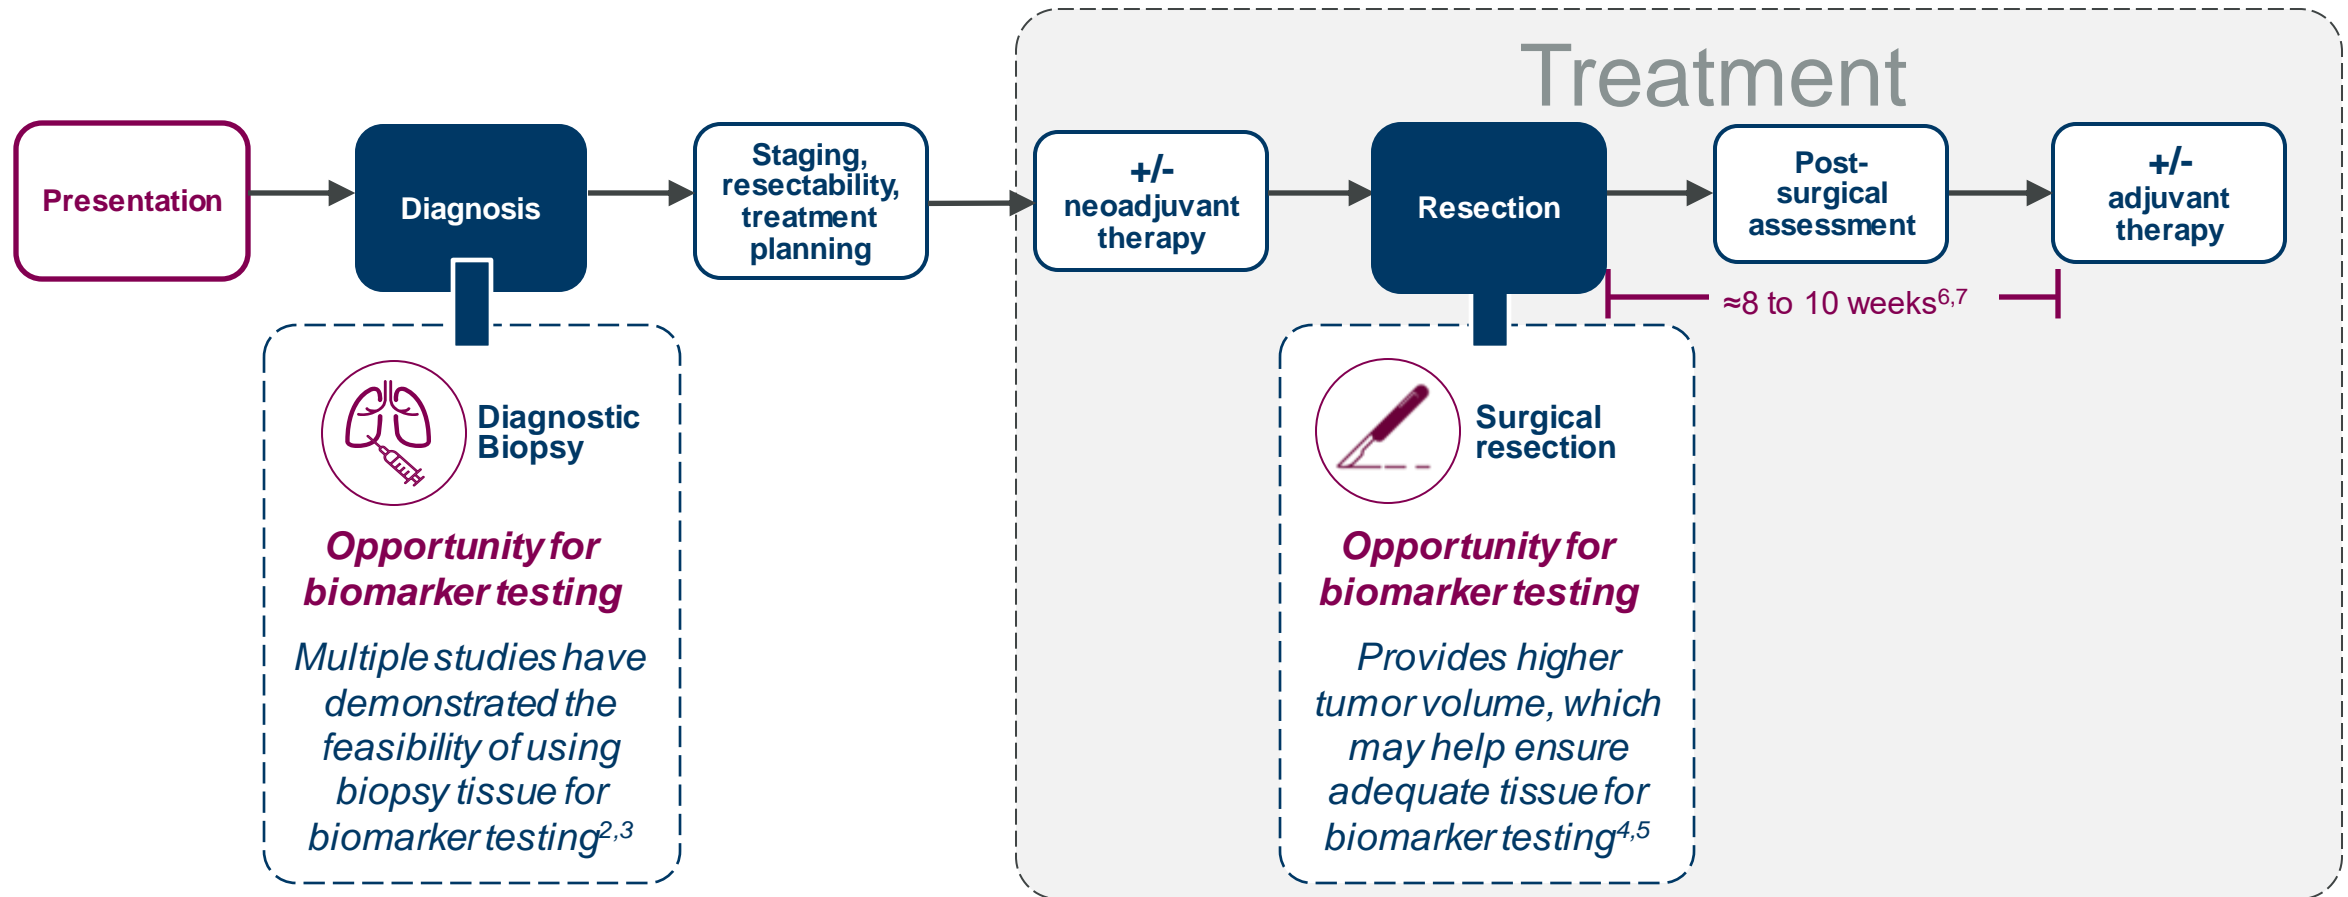 Treatment
Presentation
Diagnosis
Staging,
resectability,
treatment
planning
+/-
neoadjuvant
therapy
Resection
Post-
surgical
assessment
+/-
adjuvant
therapy
≈8 to 10 weeks6,7
Diagnostic
Biopsy
Opportunity for
biomarker testing
Multiple studies have
demonstrated the
feasibility of using
biopsy tissue for
biomarker testing2,3
Surgical
resection
Opportunity for
biomarker testing
Provides higher
tumor volume, which
may help ensure
adequate tissue for
biomarker testing4,5